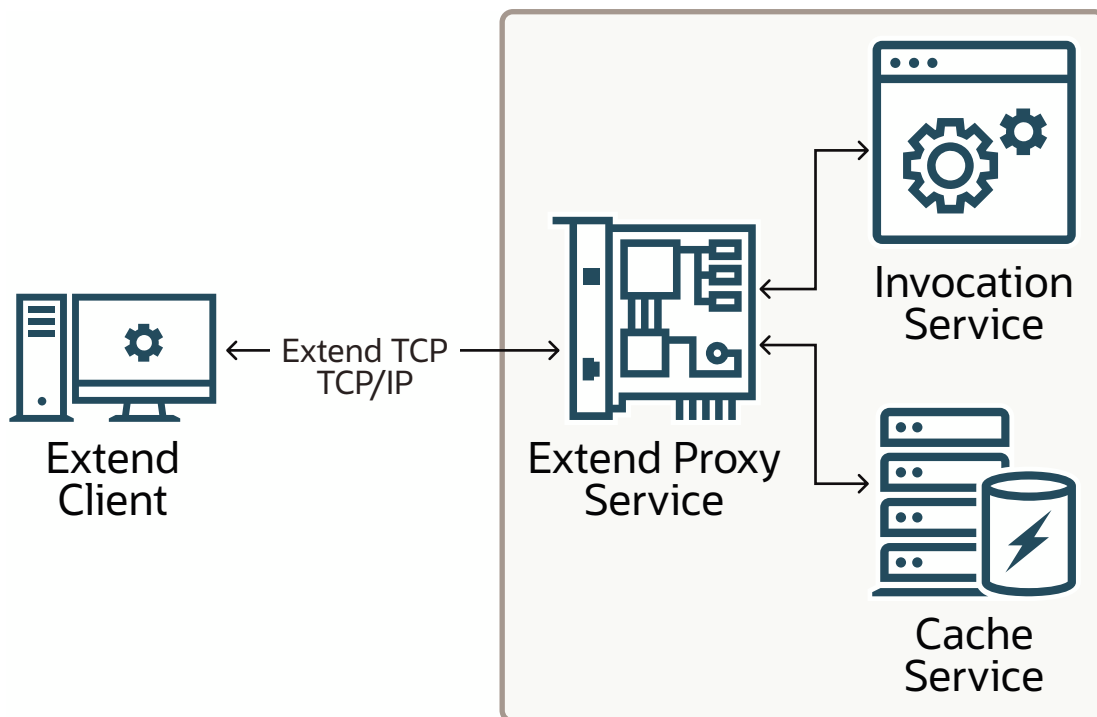 Extend
Client
Extend TCP
TCP/IP
Extend Proxy
Service
Invocation
Service
Cache
Service